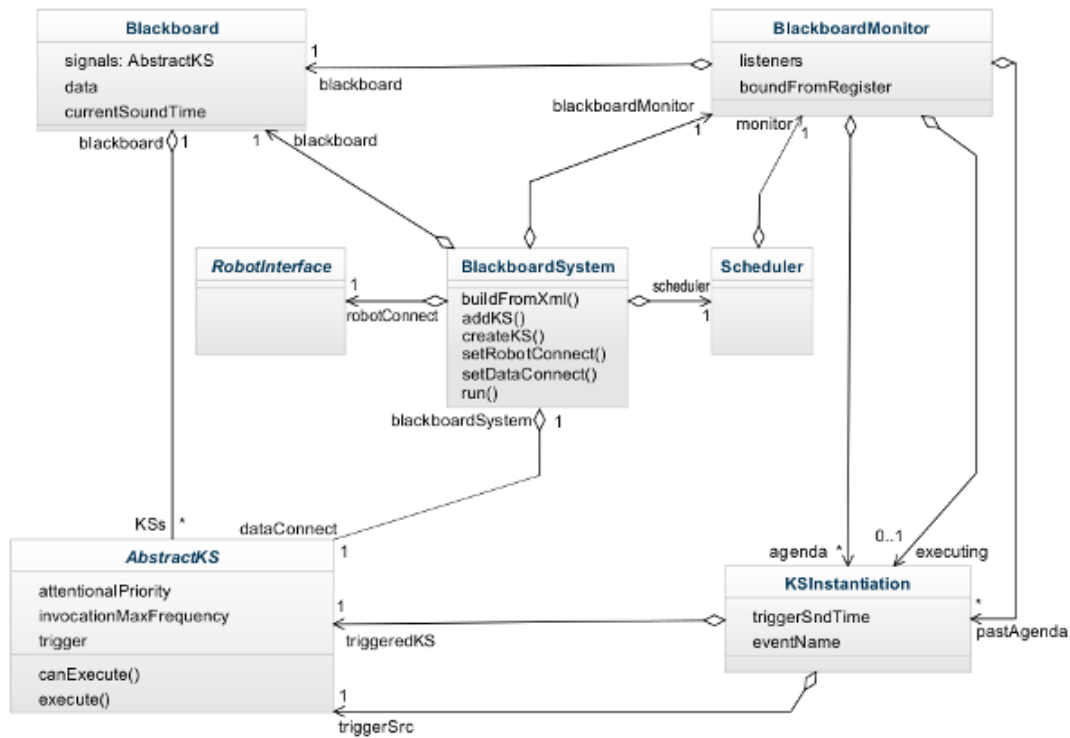 Blackboard
signals: AbstractKS
data
currentSoundTime
BlackboardMonitor
listeners
boundFromRegister
1
blackboard
blackboard
1
1
blackboard
blackboardMonitor
1
monitor
1
RobotInterface
1
robotConnect
BlackboardSystem
buildFromXml()
addKS()
createKS()
setRobotConnect()
setDataConnect()
run()
scheduler
1
Scheduler
blackboardSystem
1
KSs
*
dataConnect
1
agenda
*
0..1
executing
*
pastAgenda
AbstractKS
attentionalPriority
invocationMaxFrequency
trigger
canExecute()
execute()
1
triggeredKS
1
triggerSrc
KSInstantiation
triggerSndTime
eventName